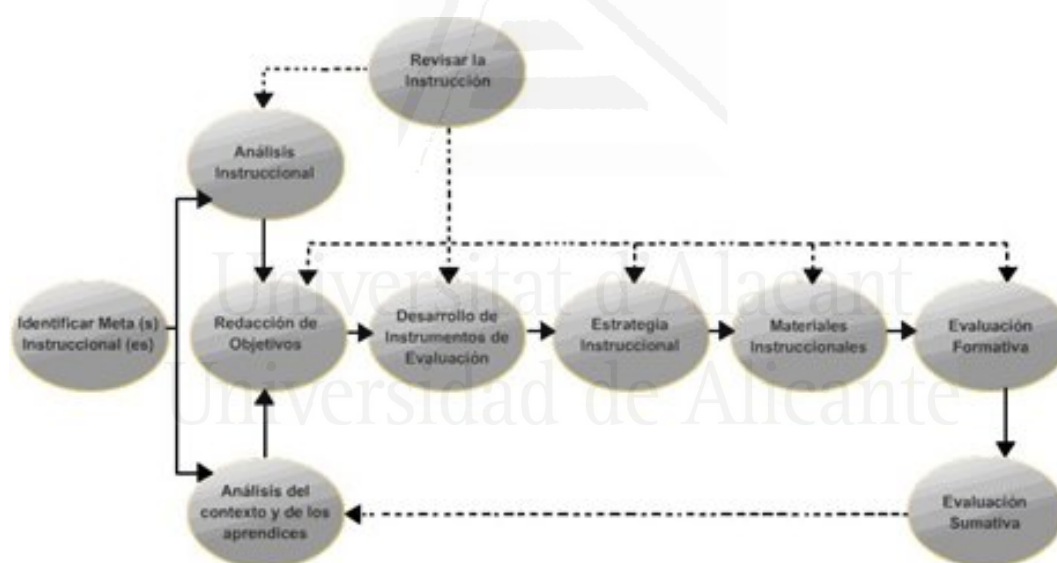 Revisar la
Instrucción
Análisis
Instruccional
Identificar Meta (s)
Instruccional (es)
Redacción de
Objetivos
Desarrollo de
Instrumentos de
Evaluación
Estrategia
Instruccional
Materiales
Instruccionales
Evaluación
Formativa
Análisis del
contexto y de los
aprendices
Evaluación
Sumativa
Universitat d'Alacant
Universidad de Alicante